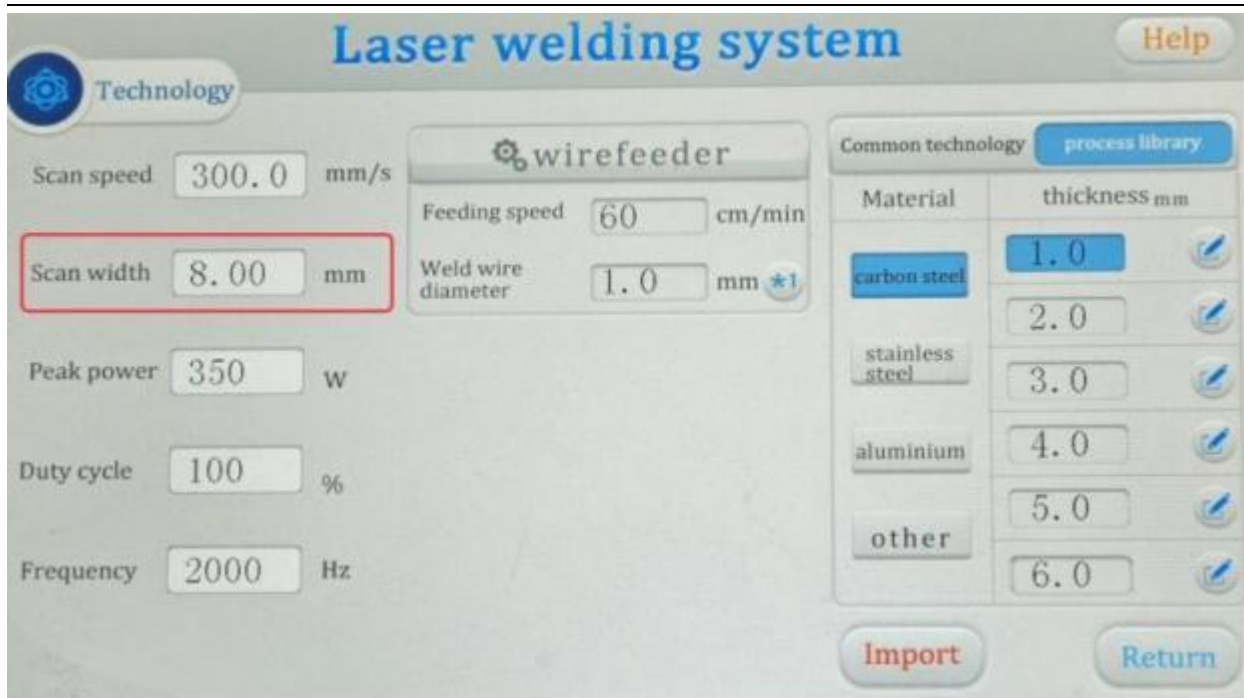 Laser welding system
Help
Technology
Scan speed 300.0 mm/s
Scan width 8.00 mm
Peak power 350 W
Duty cycle 100 %
Frequency 2000 Hz
wirefeeder
Feeding speed 60 cm/min
Weld wire
diameter 1.0 mm *1
Common technology process library
Material thickness mm
carbon steel
stainless
steel
aluminium
other
1.0
2.0
3.0
4.0
5.0
6.0
Import Return